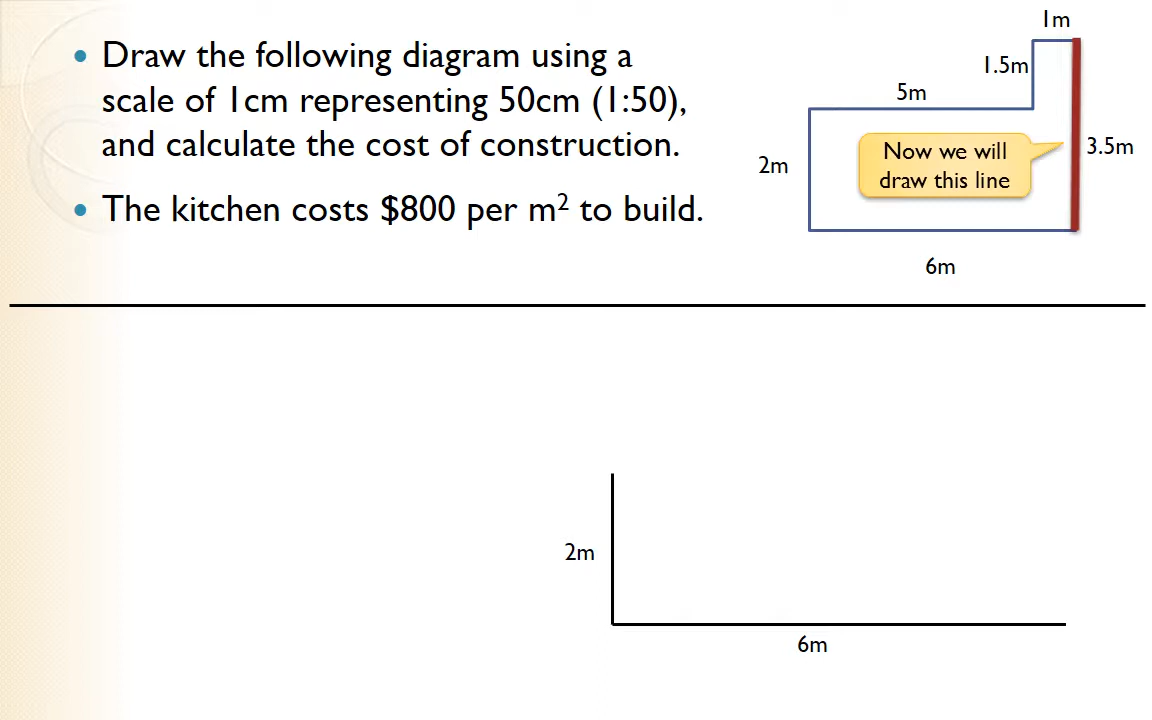 • Draw the following diagram using a
scale of 1cm representing 50cm (1:50),
and calculate the cost of construction.
• The kitchen costs $800 per m² to build.
1m
1.5m
5m
2m
Now we will
draw this line
3.5m
6m
2m
6m